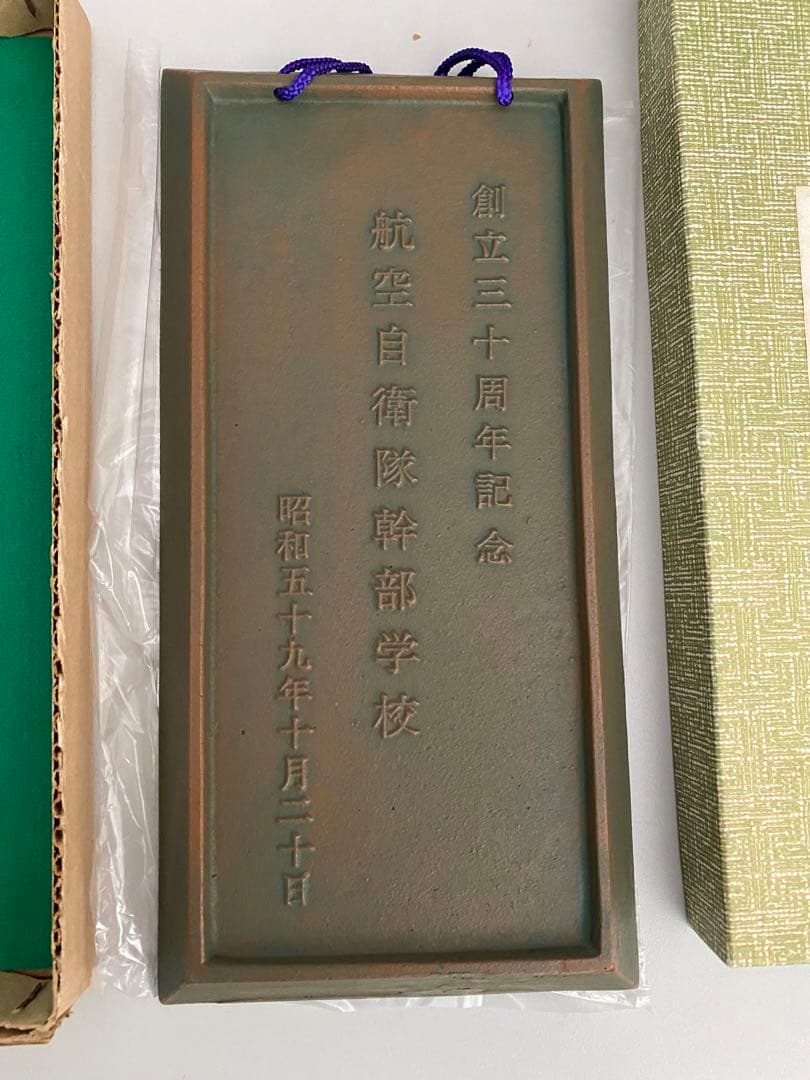 創立三十周年記念
航空自衛隊幹部学校
昭和五十九年十月二十日